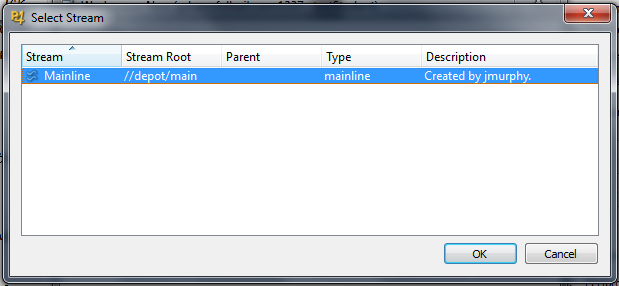 Select Stream
Stream Stream Root Parent Type Description
Mainline //depot/main mainline Created by jmurphy.
OK Cancel